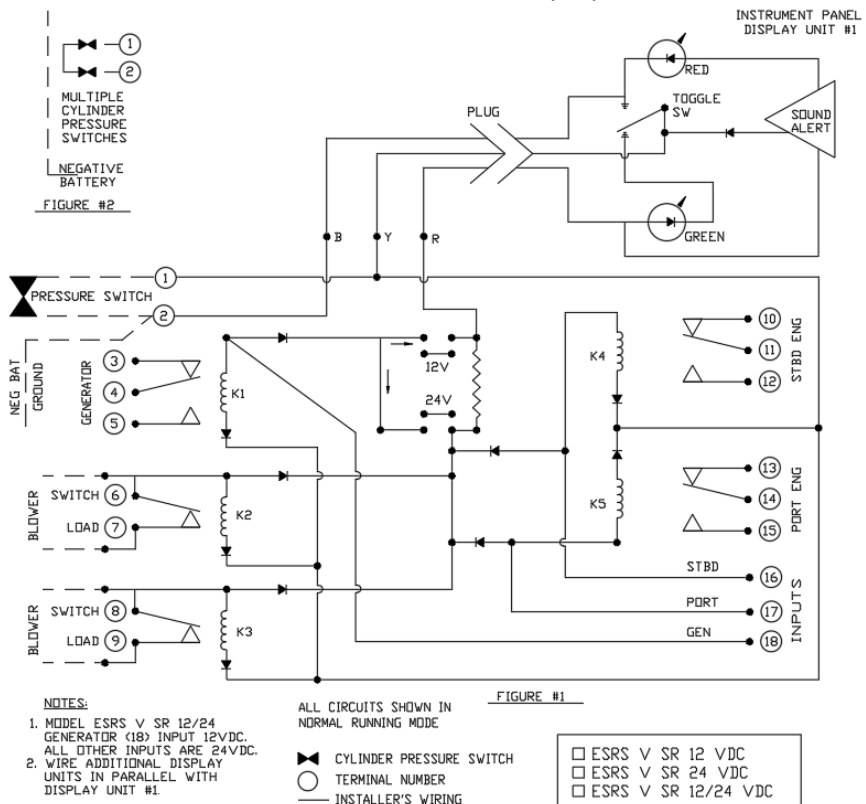 INSTRUMENT PANEL
DISPLAY UNIT #1
1
2
MULTIPLE
CYLINDER
PRESSURE
SWITCHES
NEGATIVE
BATTERY
FIGURE #2
PLUG
RED
TOGGLE
SW
SOUND
ALERT
GREEN
B
Y
R
1
PRESSURE SWITCH
2
NEG BAT
GROUND
GENERATOR
3
4
5
K1
12V
24V
K4
K5
10
11
12
STBD ENG
13
14
15
PORT ENG
BLOWER
SWITCH 6
LOAD 7
K2
BLOWER
SWITCH 8
LOAD 9
K3
STBD 16
PORT 17
GEN 18
INPUTS
FIGURE #1
NOTES:
1. MODEL ESRS V SR 12/24
GENERATOR (18) INPUT 12VDC.
ALL OTHER INPUTS ARE 24VDC.
2. WIRE ADDITIONAL DISPLAY
UNITS IN PARALLEL WITH
DISPLAY UNIT #1.
ALL CIRCUITS SHOWN IN
NORMAL RUNNING MODE
CYLINDER PRESSURE SWITCH
TERMINAL NUMBER
INSTALLER'S WIRING
ESRS V SR 12 VDC
ESRS V SR 24 VDC
ESRS V SR 12/24 VDC